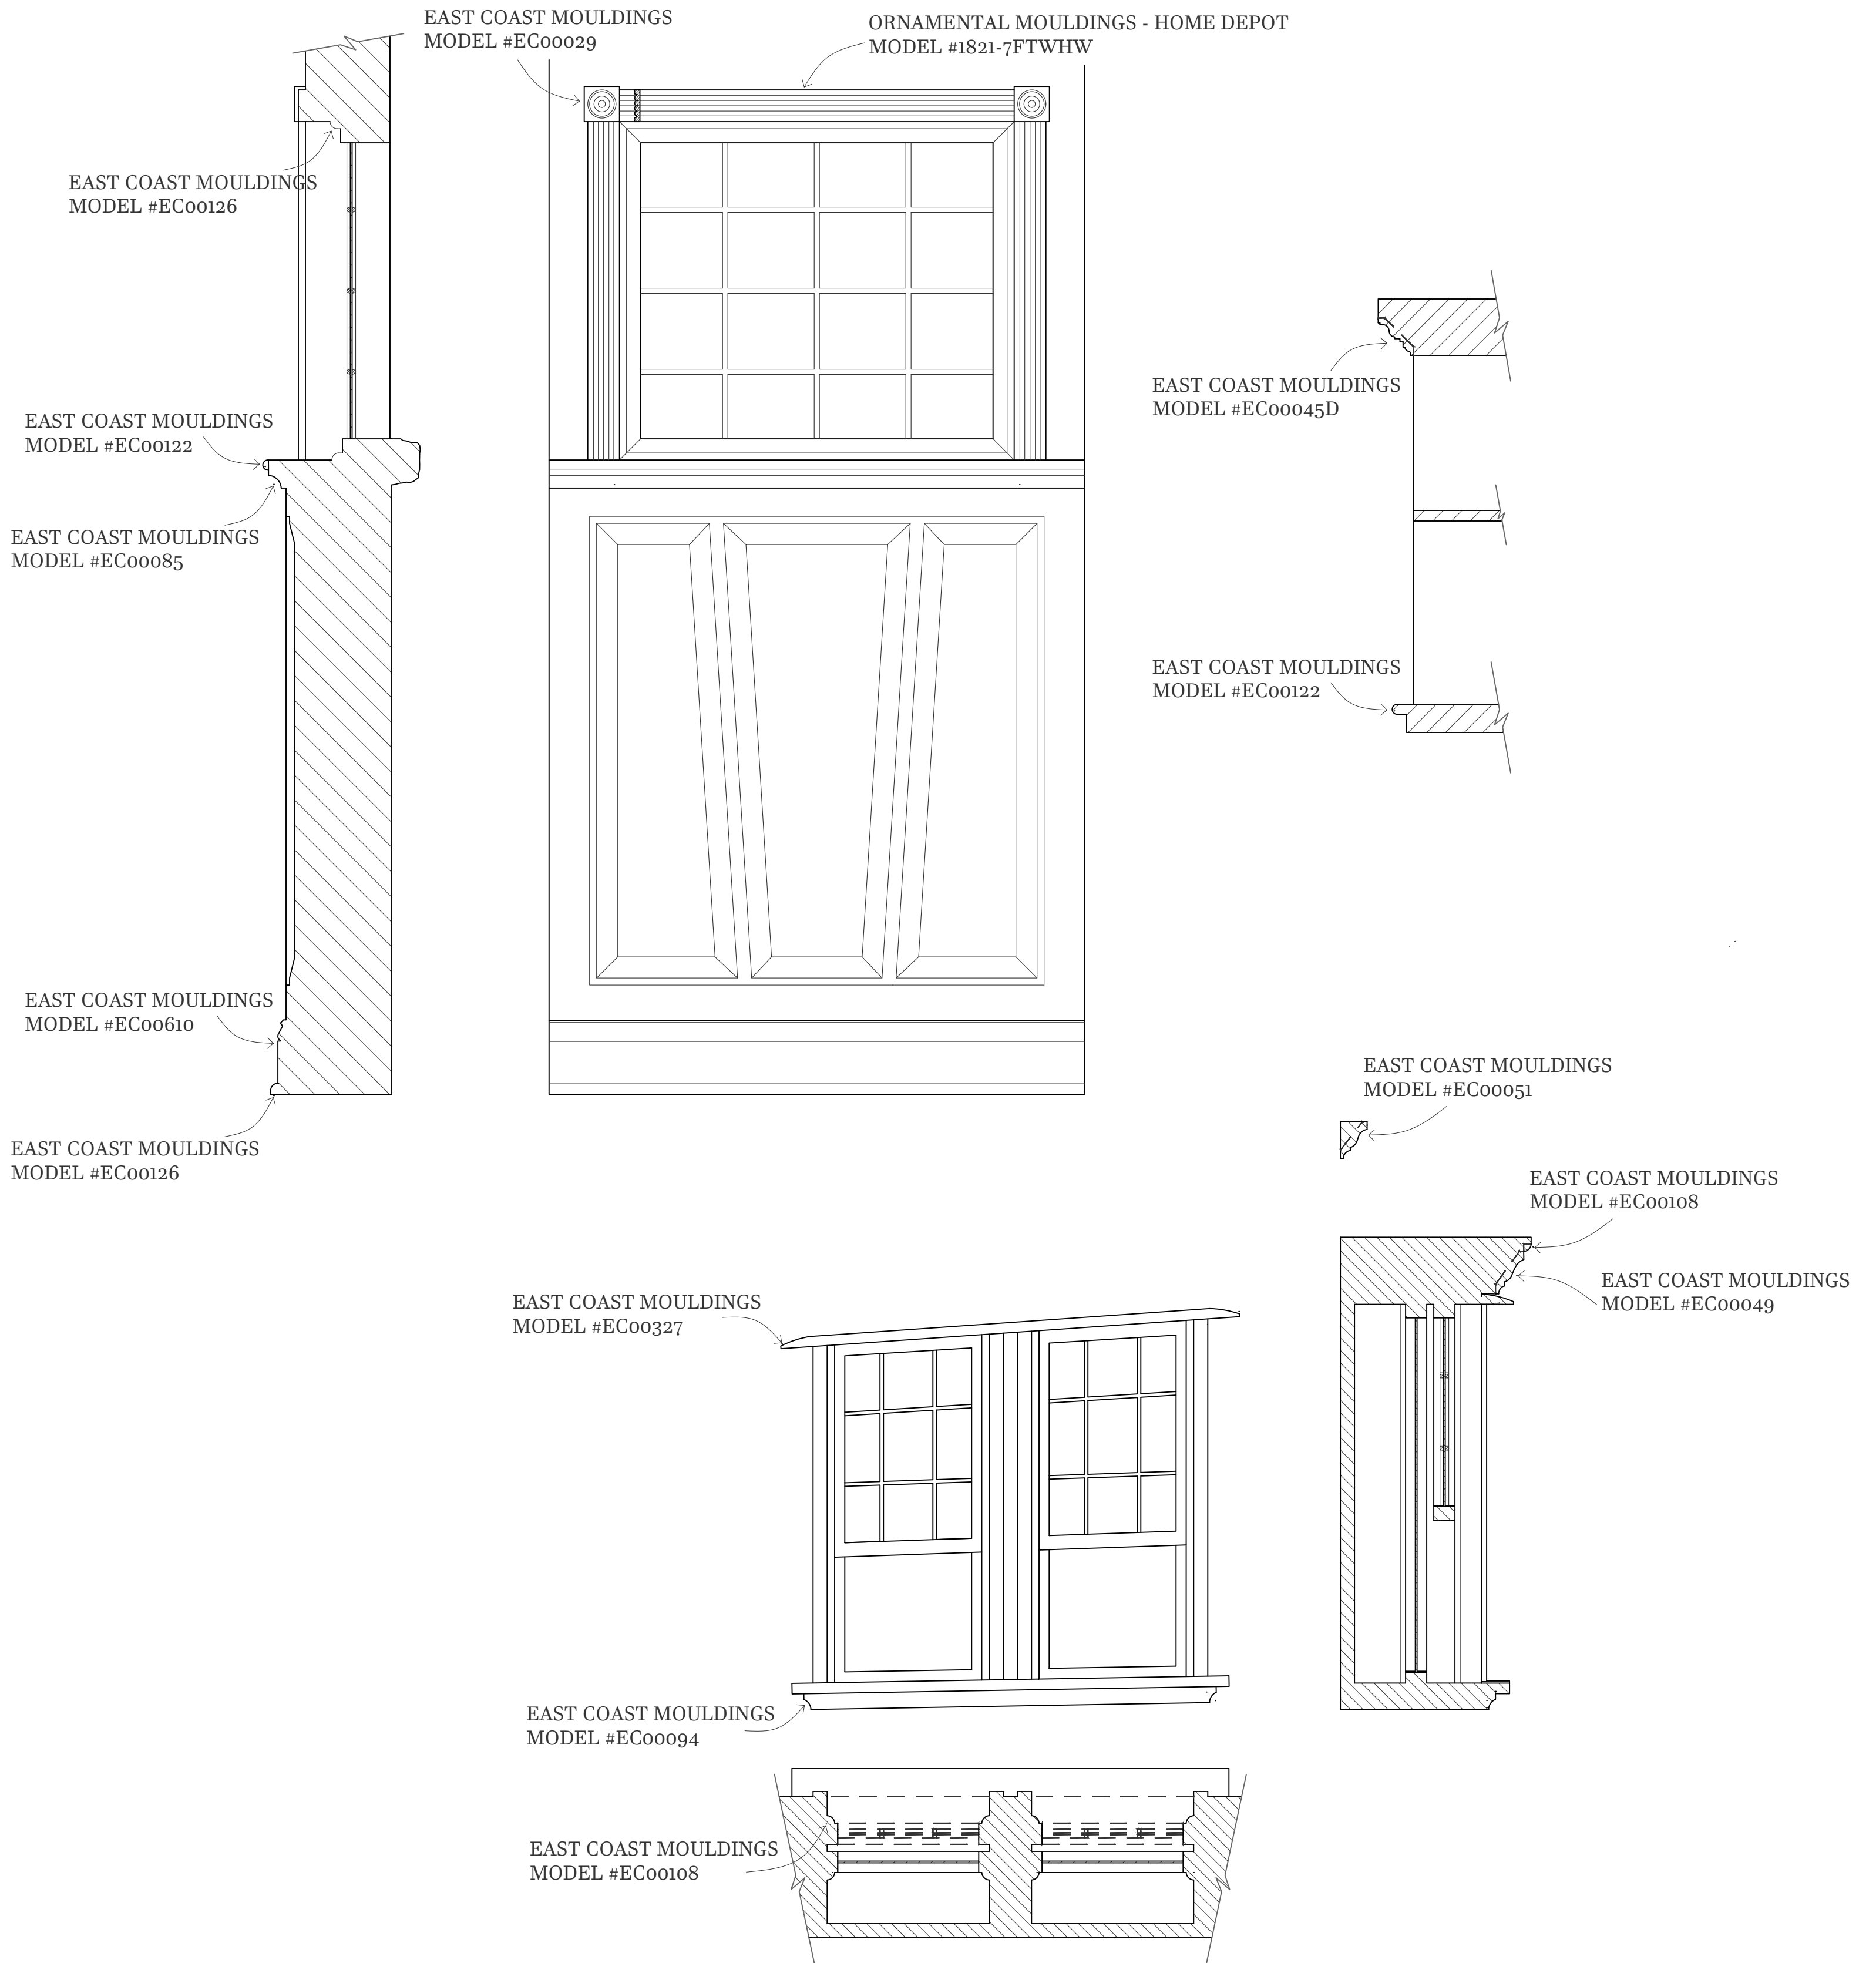 EAST COAST MOULDINGS
MODEL #EC00029
ORNAMENTAL MOULDINGS - HOME DEPOT
MODEL #1821-7FTWHW
EAST COAST MOULDINGS
MODEL #EC00126
EAST COAST MOULDINGS
MODEL #EC00045D
EAST COAST MOULDINGS
MODEL #EC00122
EAST COAST MOULDINGS
MODEL #EC00085
EAST COAST MOULDINGS
MODEL #EC00122
EAST COAST MOULDINGS
MODEL #EC00610
EAST COAST MOULDINGS
MODEL #EC00126
EAST COAST MOULDINGS
MODEL #EC00051
EAST COAST MOULDINGS
MODEL #EC00108
EAST COAST MOULDINGS
MODEL #EC00049
EAST COAST MOULDINGS
MODEL #EC00327
EAST COAST MOULDINGS
MODEL #EC00094
EAST COAST MOULDINGS
MODEL #EC00108